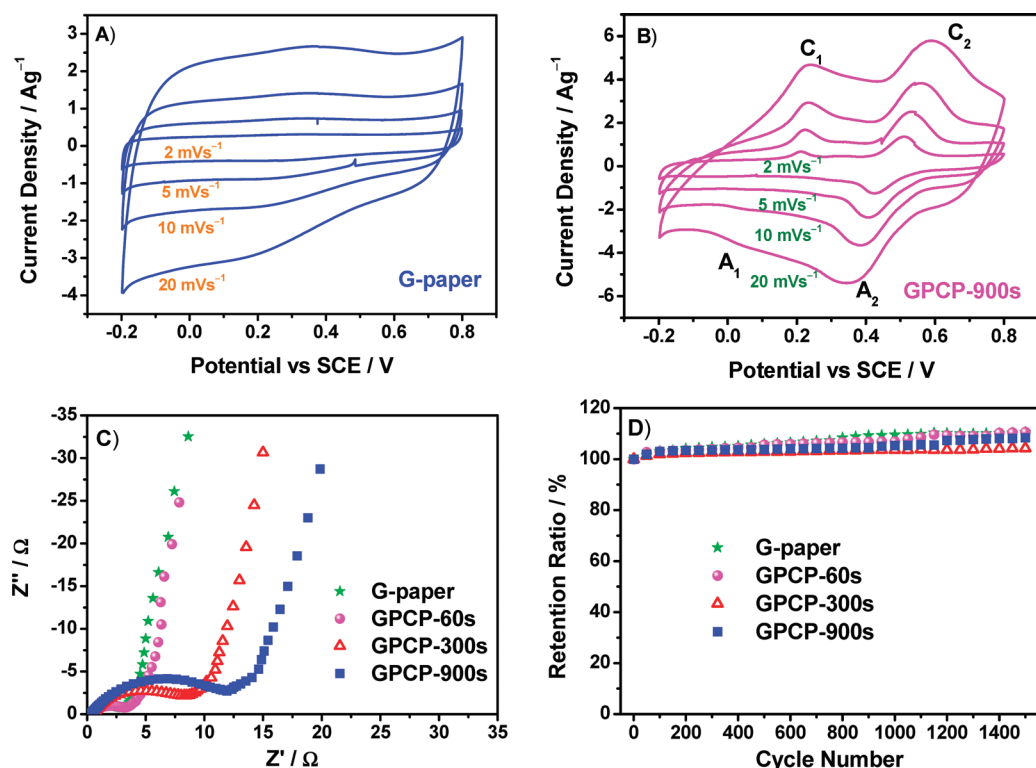 A)
3
2
1
0
-1
-2
-3
-4
Current Density / Ag⁻¹
2 mVs⁻¹
5 mVs⁻¹
10 mVs⁻¹
20 mVs⁻¹
G-paper
-0.2 0.0 0.2 0.4 0.6 0.8
Potential vs SCE / V
B)
6
4
2
0
-2
-4
-6
Current Density / Ag⁻¹
C₁
C₂
2 mVs⁻¹
5 mVs⁻¹
10 mVs⁻¹
20 mVs⁻¹
A₁
A₂
GPCP-900s
-0.2 0.0 0.2 0.4 0.6 0.8
Potential vs SCE / V
C)
-35
-30
-25
-20
-15
-10
-5
0
Z'' / Ω
G-paper
GPCP-60s
GPCP-300s
GPCP-900s
0 5 10 15 20 25 30 35
Z' / Ω
D)
120
100
80
60
40
20
0
Retention Ratio / %
G-paper
GPCP-60s
GPCP-300s
GPCP-900s
0 200 400 600 800 1000 1200 1400
Cycle Number